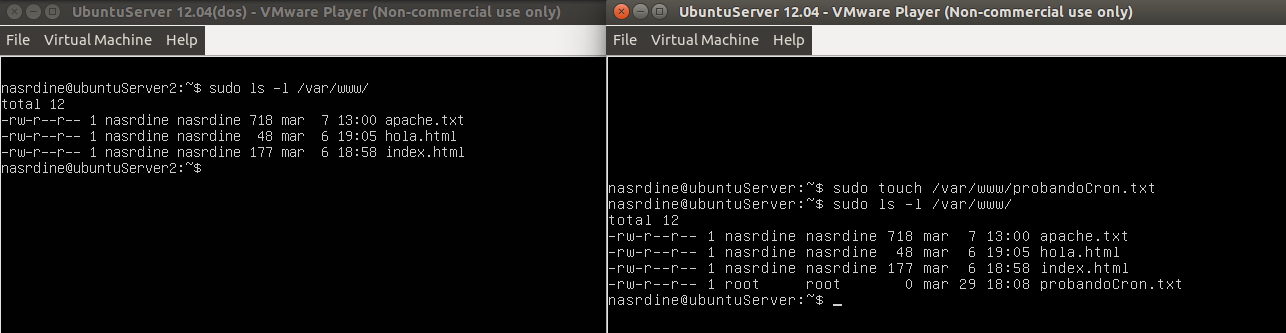 UbuntuServer 12.04(dos) - VMware Player (Non-commercial use only)
File Virtual Machine Help
nasrdine@ubuntuServer2:~$ sudo ls -l /var/www/
total 12
-rw-r--r-- 1 nasrdine nasrdine 718 mar  7 13:00 apache.txt
-rw-r--r-- 1 nasrdine nasrdine  48 mar  6 19:05 hola.html
-rw-r--r-- 1 nasrdine nasrdine 177 mar  6 18:58 index.html
nasrdine@ubuntuServer2:~$
UbuntuServer 12.04 - VMware Player (Non-commercial use only)
File Virtual Machine Help
nasrdine@ubuntuServer:~$ sudo touch /var/www/probandoCron.txt
nasrdine@ubuntuServer:~$ sudo ls -l /var/www/
total 12
-rw-r--r-- 1 nasrdine nasrdine 718 mar  7 13:00 apache.txt
-rw-r--r-- 1 nasrdine nasrdine  48 mar  6 19:05 hola.html
-rw-r--r-- 1 nasrdine nasrdine 177 mar  6 18:58 index.html
-rw-r--r-- 1 root     root       0 mar 29 18:08 probandoCron.txt
nasrdine@ubuntuServer:~$ _